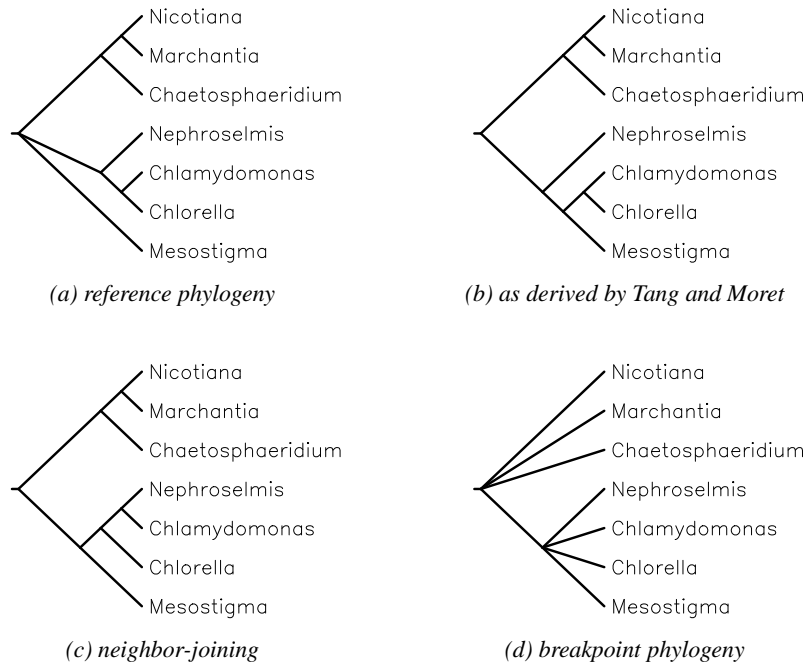 Nicotiana
Marchantia
Chaetosphaeridium
Nephroselmis
Chlamydomonas
Chlorella
Mesostigma
(a) reference phylogeny
Nicotiana
Marchantia
Chaetosphaeridium
Nephroselmis
Chlamydomonas
Chlorella
Mesostigma
(b) as derived by Tang and Moret
Nicotiana
Marchantia
Chaetosphaeridium
Nephroselmis
Chlamydomonas
Chlorella
Mesostigma
(c) neighbor-joining
Nicotiana
Marchantia
Chaetosphaeridium
Nephroselmis
Chlamydomonas
Chlorella
Mesostigma
(d) breakpoint phylogeny